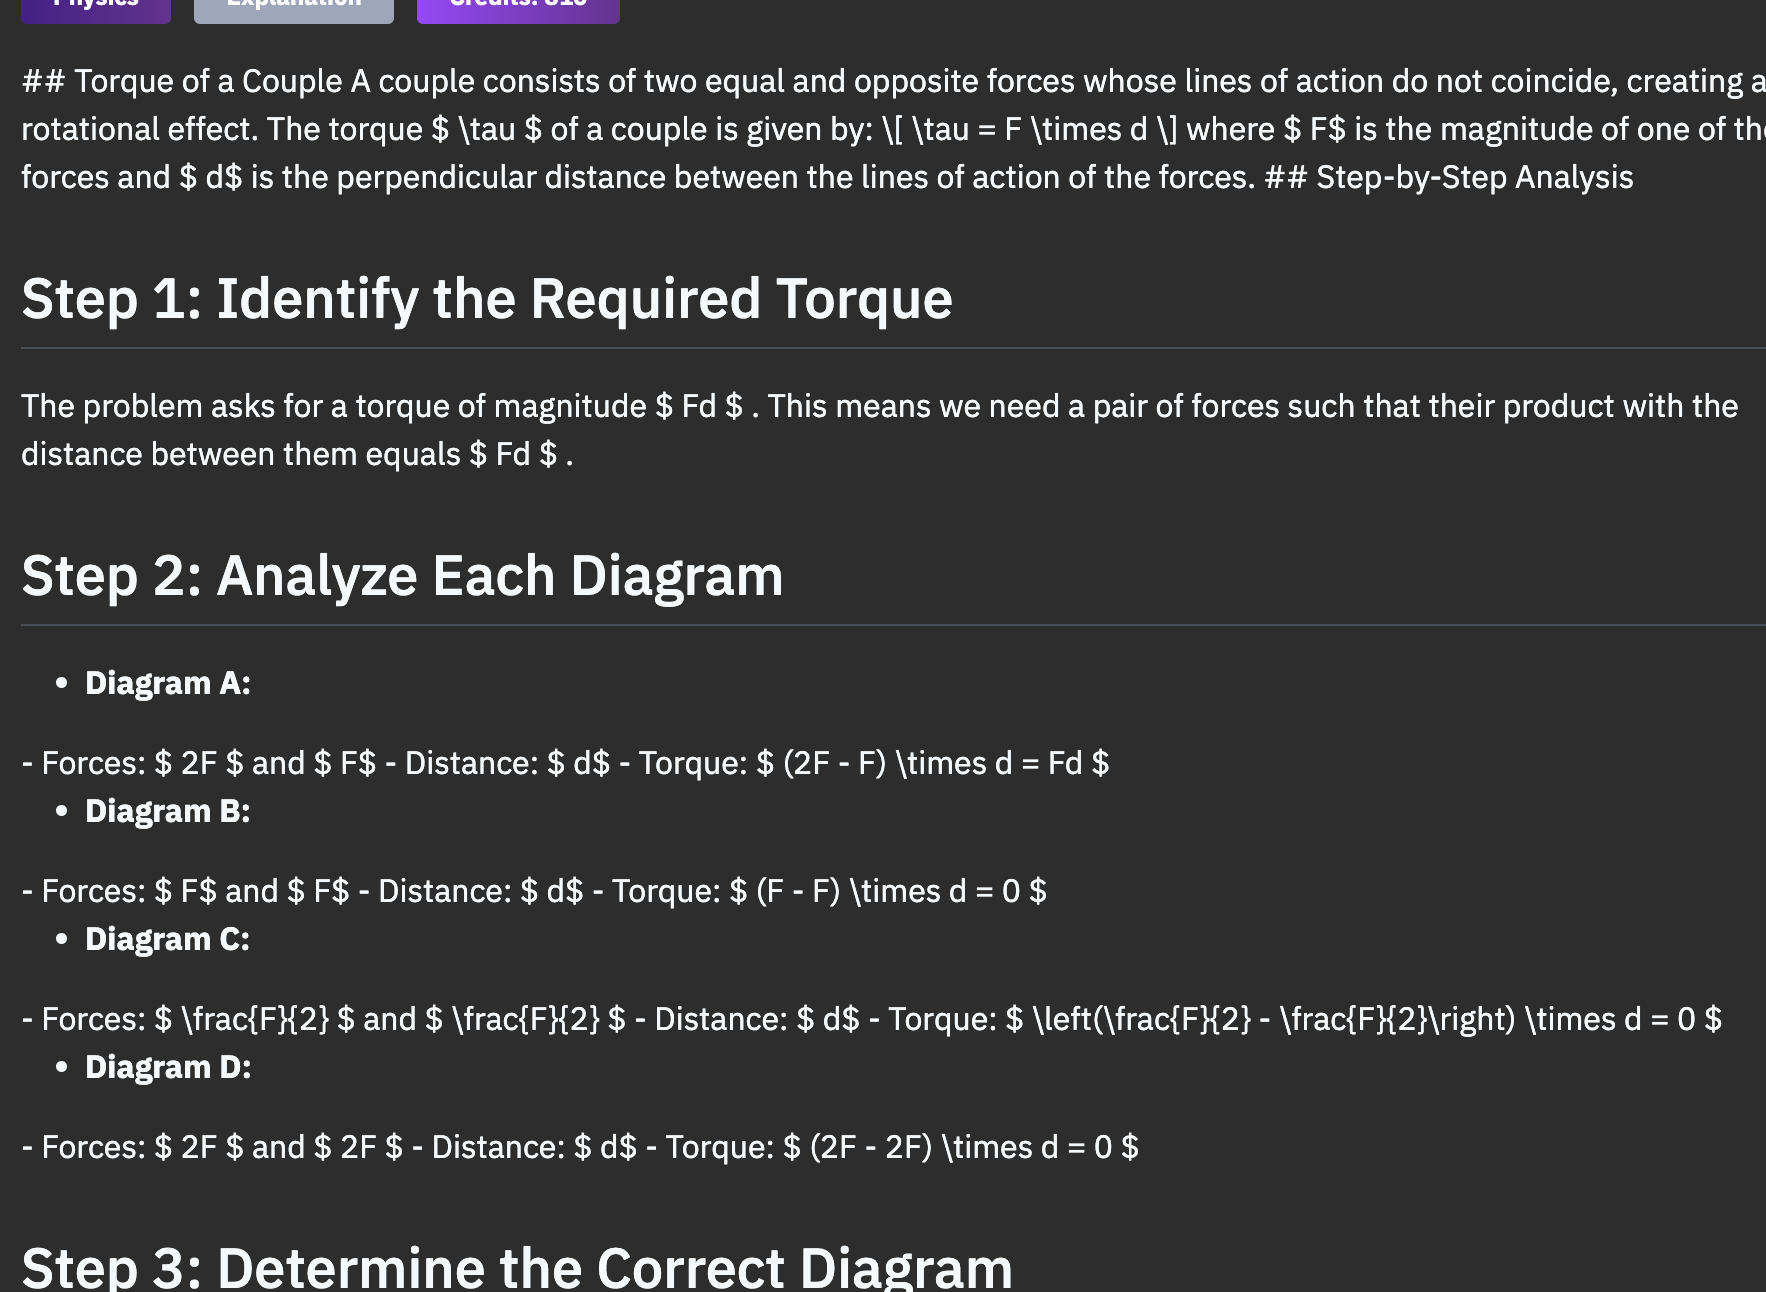 Physics Explanation Credits: 810
## Torque of a Couple A couple consists of two equal and opposite forces whose lines of action do not coincide, creating a
rotational effect. The torque $ \tau $ of a couple is given by: \[ \tau = F \times d \] where $ F$ is the magnitude of one of the
forces and $ d$ is the perpendicular distance between the lines of action of the forces. ## Step-by-Step Analysis
Step 1: Identify the Required Torque
The problem asks for a torque of magnitude $ Fd $ . This means we need a pair of forces such that their product with the
distance between them equals $ Fd $ .
Step 2: Analyze Each Diagram
• Diagram A:
- Forces: $ 2F $ and $ F$ - Distance: $ d$ - Torque: $ (2F - F) \times d = Fd $
• Diagram B:
- Forces: $ F$ and $ F$ - Distance: $ d$ - Torque: $ (F - F) \times d = 0 $
• Diagram C:
- Forces: $ \frac{F}{2} $ and $ \frac{F}{2} $ - Distance: $ d$ - Torque: $ \left(\frac{F}{2} - \frac{F}{2}\right) \times d = 0 $
• Diagram D:
- Forces: $ 2F $ and $ 2F $ - Distance: $ d$ - Torque: $ (2F - 2F) \times d = 0 $
Step 3: Determine the Correct Diagram